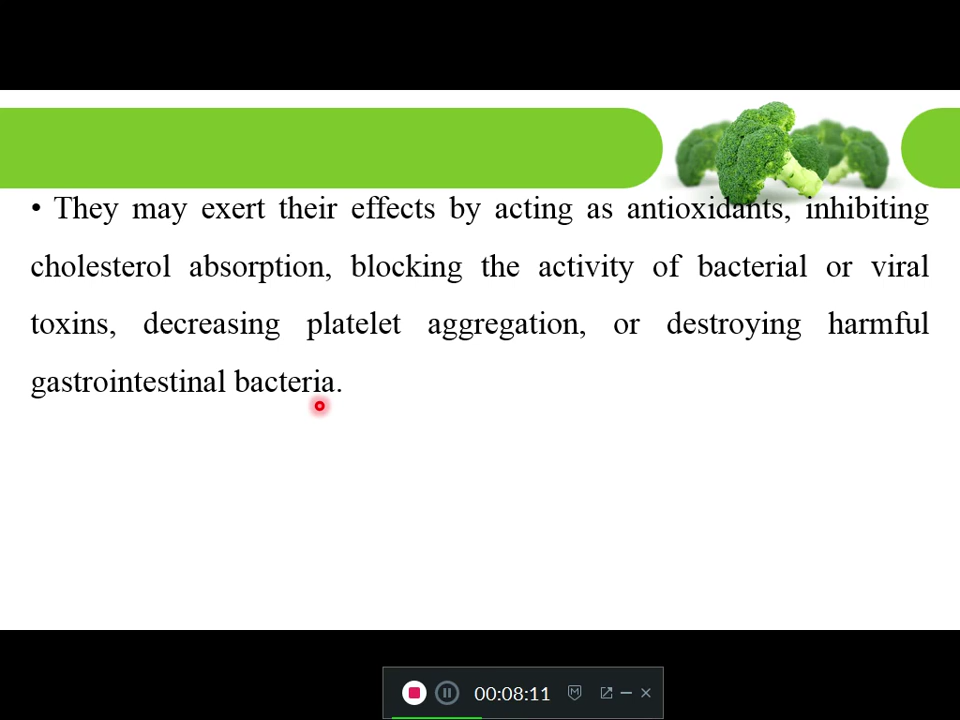 • They may exert their effects by acting as antioxidants, inhibiting
cholesterol absorption, blocking the activity of bacterial or viral
toxins, decreasing platelet aggregation, or destroying harmful
gastrointestinal bacteria.
00:08:11